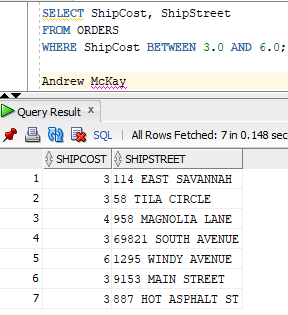 SELECT ShipCost, ShipStreet
FROM ORDERS
WHERE ShipCost BETWEEN 3.0 AND 6.0;
Andrew McKay
Query Result x
SQL | All Rows Fetched: 7 in 0.148 sec
SHIPCOST SHIPSTREET
1 3 114 EAST SAVANNAH
2 3 58 TILA CIRCLE
3 4 958 MAGNOLIA LANE
4 3 69821 SOUTH AVENUE
5 6 1295 WINDY AVENUE
6 3 9153 MAIN STREET
7 3 887 HOT ASPHALT ST